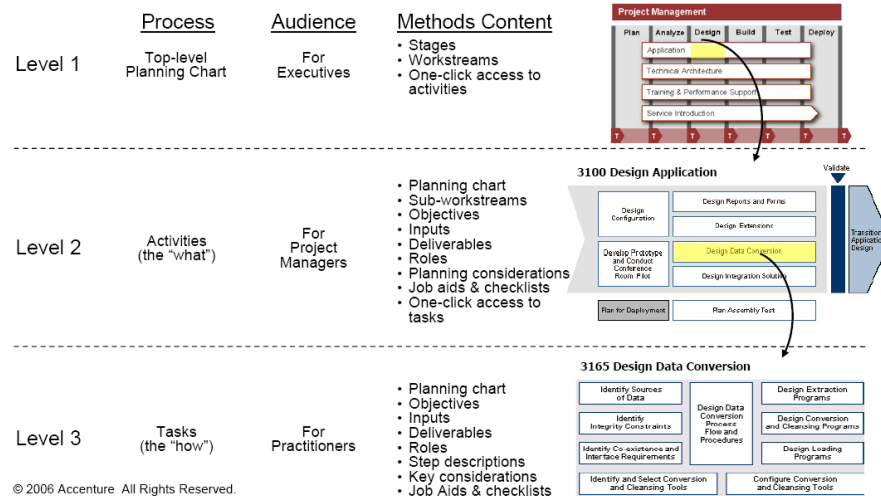 Process
Audience
Methods Content
Level 1
Top-level
Planning Chart
For
Executives
• Stages
• Workstreams
• One-click access to
activities
Project Management
Plan
Analyze
Design
Build
Test
Deploy
Application
Technical Architecture
Training & Performance Support
Service Introduction
T
T
T
T
T
T
T
Level 2
Activities
(the “what”)
For
Project
Managers
• Planning chart
• Sub-workstreams
• Objectives
• Inputs
• Deliverables
• Roles
• Planning considerations
• Job aids & checklists
• One-click access to
tasks
3100 Design Application
Validate
Design
Configuration
Design Reports and Forms
Design Extensions
Develop Prototype
and Conduct
Conference
Room Pilot
Design Data Conversion
Design Integration Solution
Plan for Deployment
Plan Assembly Test
Transition
Application
Design
Level 3
Tasks
(the “how”)
For
Practitioners
• Planning chart
• Objectives
• Inputs
• Deliverables
• Roles
• Step descriptions
• Key considerations
• Job Aids & checklists
3165 Design Data Conversion
Identify Sources
of Data
Identify
Integrity Constraints
Identify Co-existence and
Interface Requirements
Design Data
Conversion
Process
Flow and
Procedures
Design Extraction
Programs
Design Conversion
and Cleansing Programs
Design Loading
Programs
Identify and Select Conversion
and Cleansing Tools
Configure Conversion
and Cleansing Tools
© 2006 Accenture All Rights Reserved.